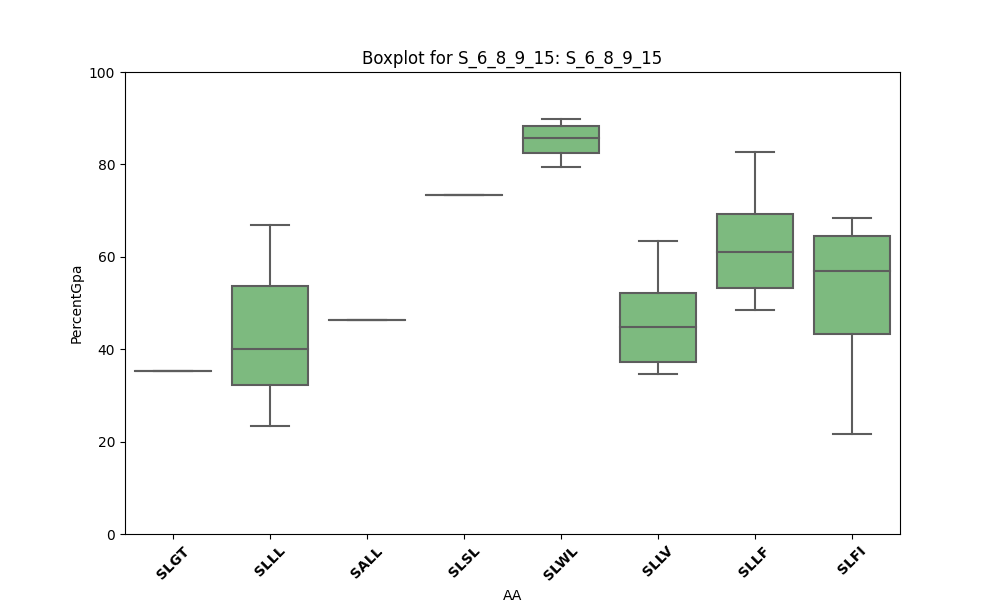 Boxplot for S_6_8_9_15: S_6_8_9_15
100
80
60
40
20
0
PercentGpa
SLGT
SLLL
SALL
SLSL
SLWL
SLLV
SLLF
SLFI
AA